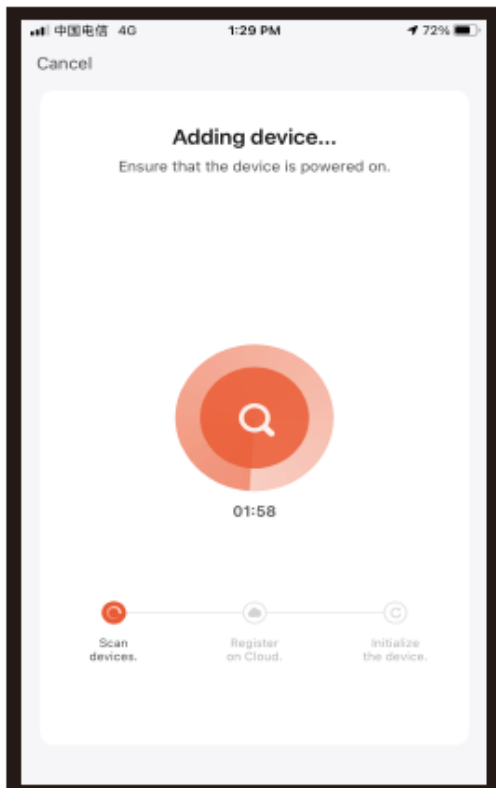 中国电信 4G 1:29 PM 72%
Cancel
Adding device...
Ensure that the device is powered on.
01:58
Scan devices.
Register on Cloud.
Initialize the device.